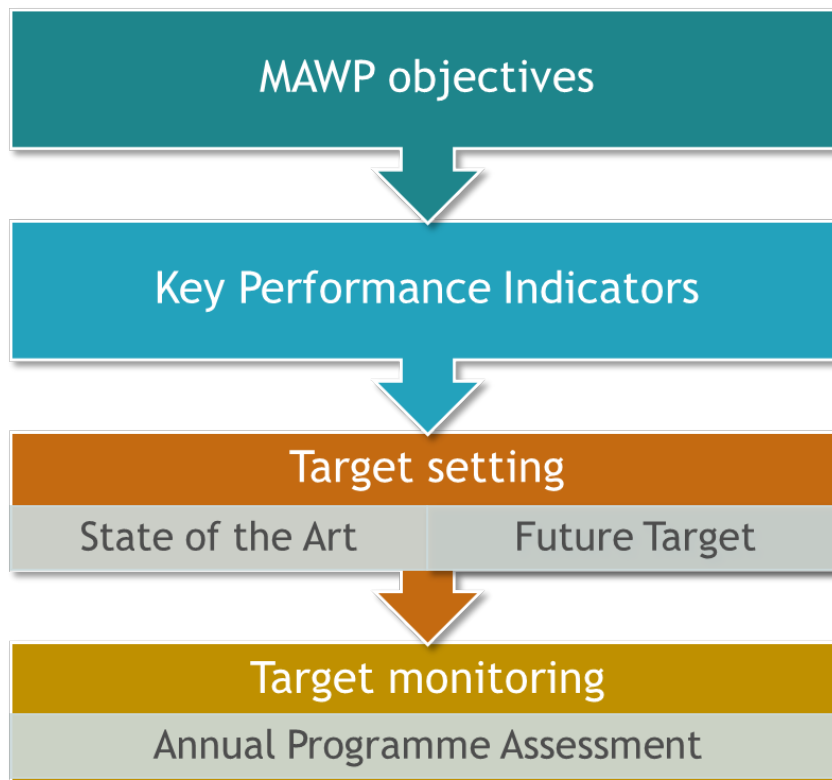 MAWP objectives
Key Performance Indicators
Target setting
State of the Art
Future Target
Target monitoring
Annual Programme Assessment